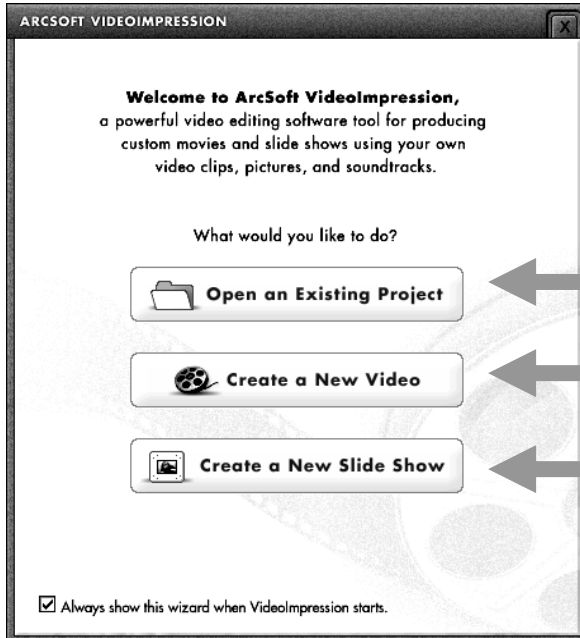 ARCSOFT VIDEOIMPRESSION
X
Welcome to ArcSoft VideoImpression,
a powerful video editing software tool for producing
custom movies and slide shows using your own
video clips, pictures, and soundtracks.
What would you like to do?
Open an Existing Project
Create a New Video
Create a New Slide Show
Always show this wizard when VideoImpression starts.